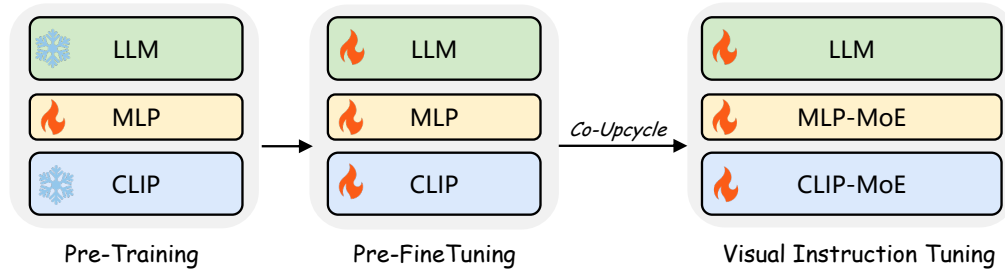 LLM
MLP
CLIP
Pre-Training
LLM
MLP
CLIP
Pre-FineTuning
Co-Upcycle
LLM
MLP-MoE
CLIP-MoE
Visual Instruction Tuning